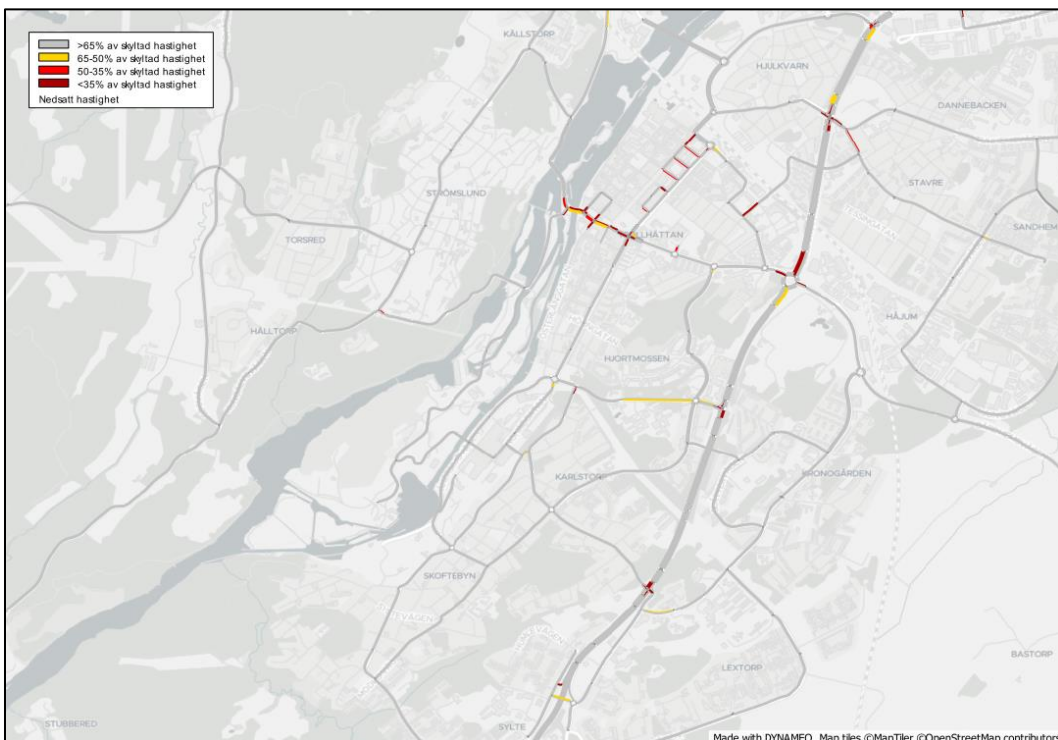 >65% av skyltad hastighet
65-50% av skyltad hastighet
50-35% av skyltad hastighet
<35% av skyltad hastighet
Nedsatt hastighet
KÄLLSTORP
HJULKVARN
DANNEBACKEN
STRÖMSLUND
STAVRE
TORSRED
SANDHEM
HÅLLTORP
HÅJUM
HJORTMOSSEN
KARLSTORP
KRONOGÅRDEN
SKOFTEBYN
LEXTORP
BASTORP
STUBBERED
SYLTE
Made with DYNAMEQ. Map tiles ©MapTiler ©OpenStreetMap contributors